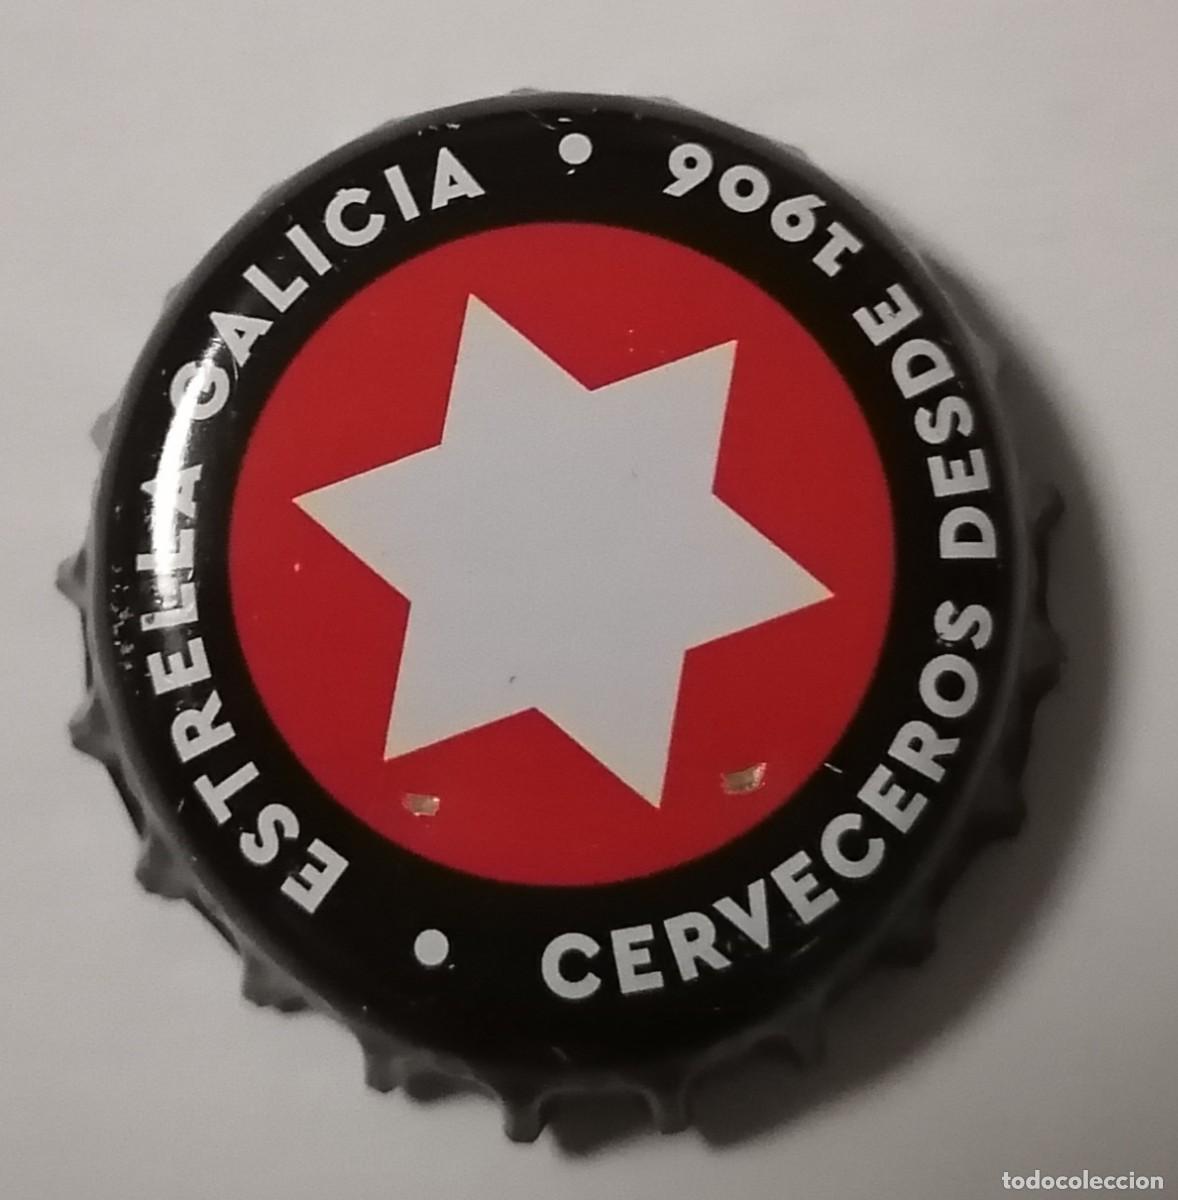 ESTRELLA GALICIA
CERVECEROS DESDE 1906
todocoleccion